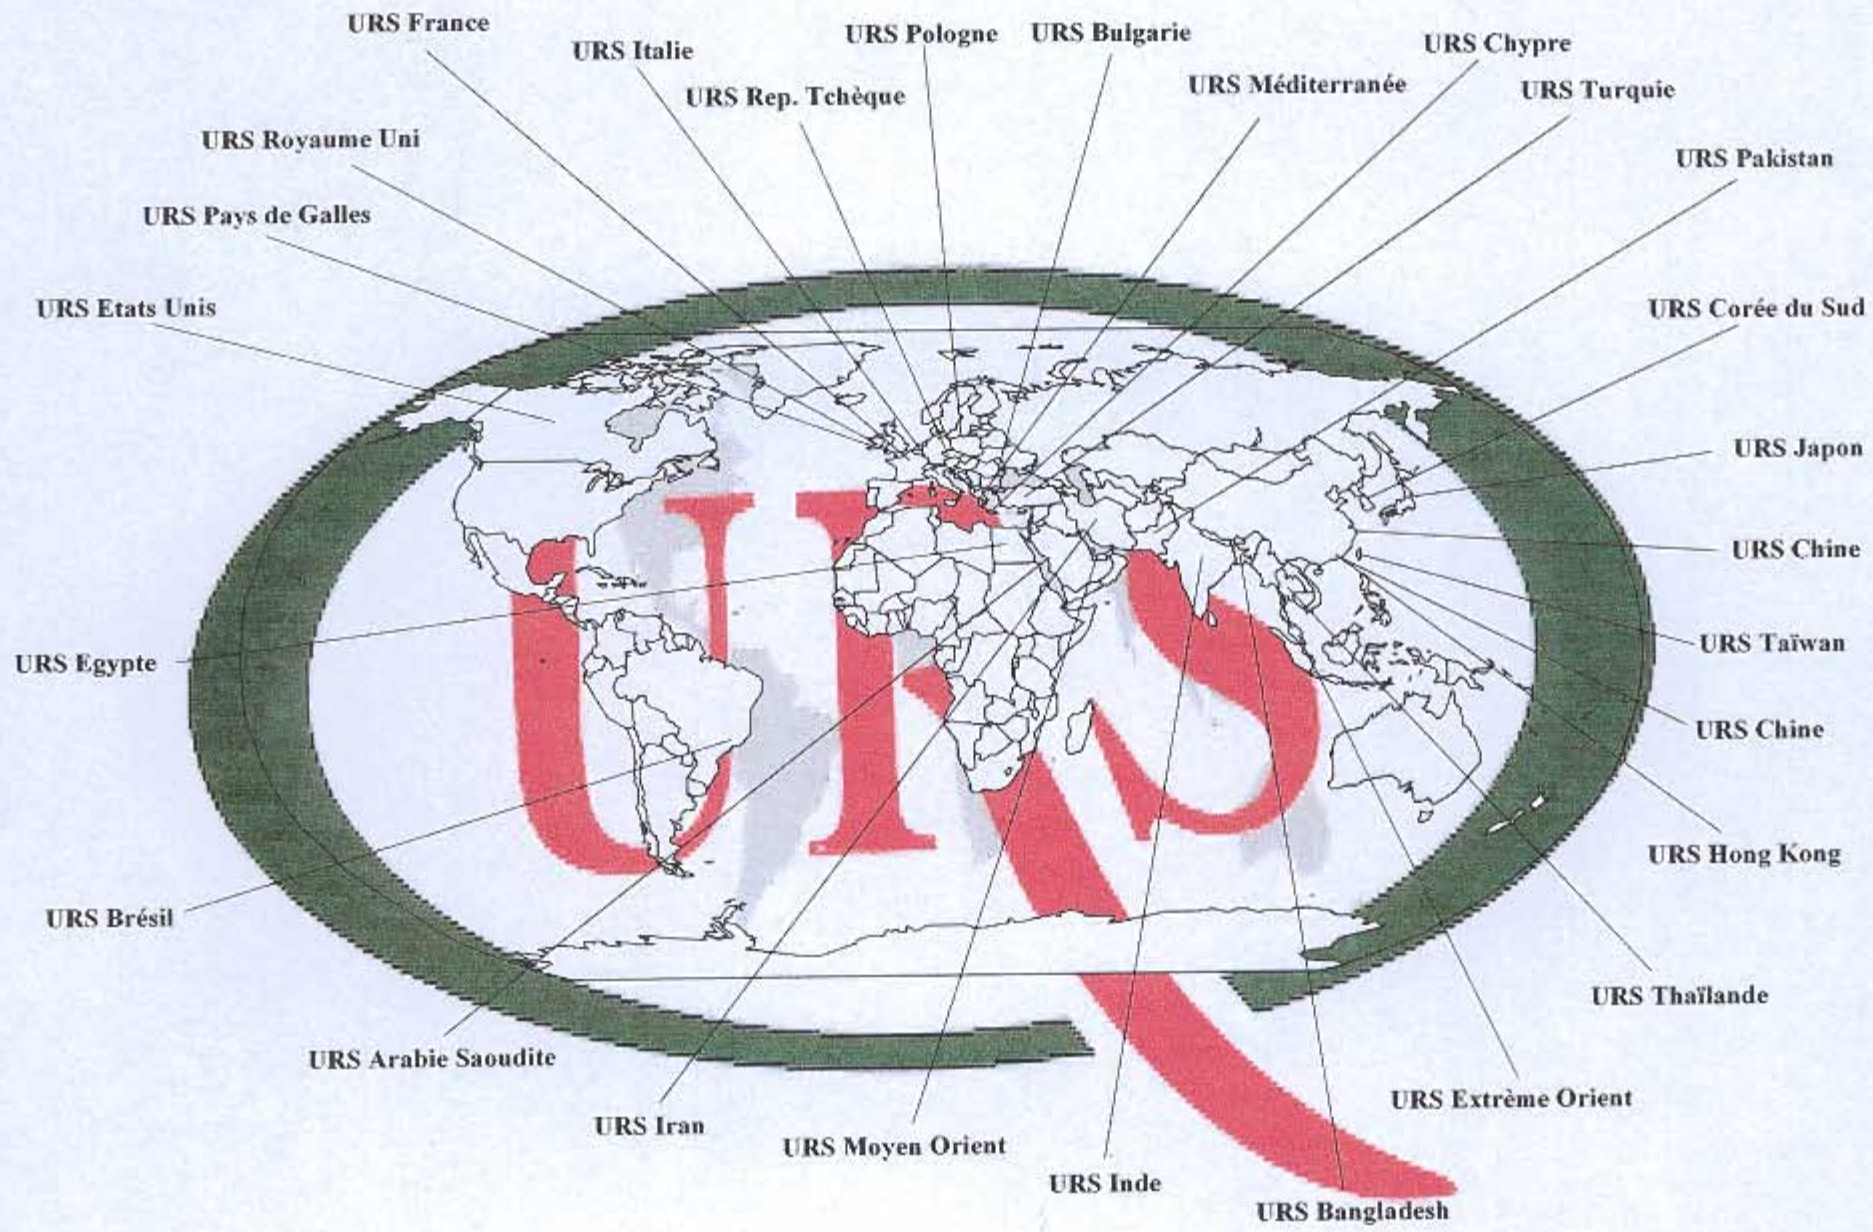 URS France
URS Italie
URS Pologne
URS Bulgarie
URS Chypre
URS Rep. Tchèque
URS Méditerranée
URS Turquie
URS Royaume Uni
URS Pakistan
URS Pays de Galles
URS Etats Unis
URS Corée du Sud
URS Japon
URS Chine
URS Taïwan
URS Egypte
URS
URS Chine
URS Hong Kong
URS Brésil
URS Thaïlande
URS Arabie Saoudite
URS Extrème Orient
URS Iran
URS Moyen Orient
URS Inde
URS Bangladesh